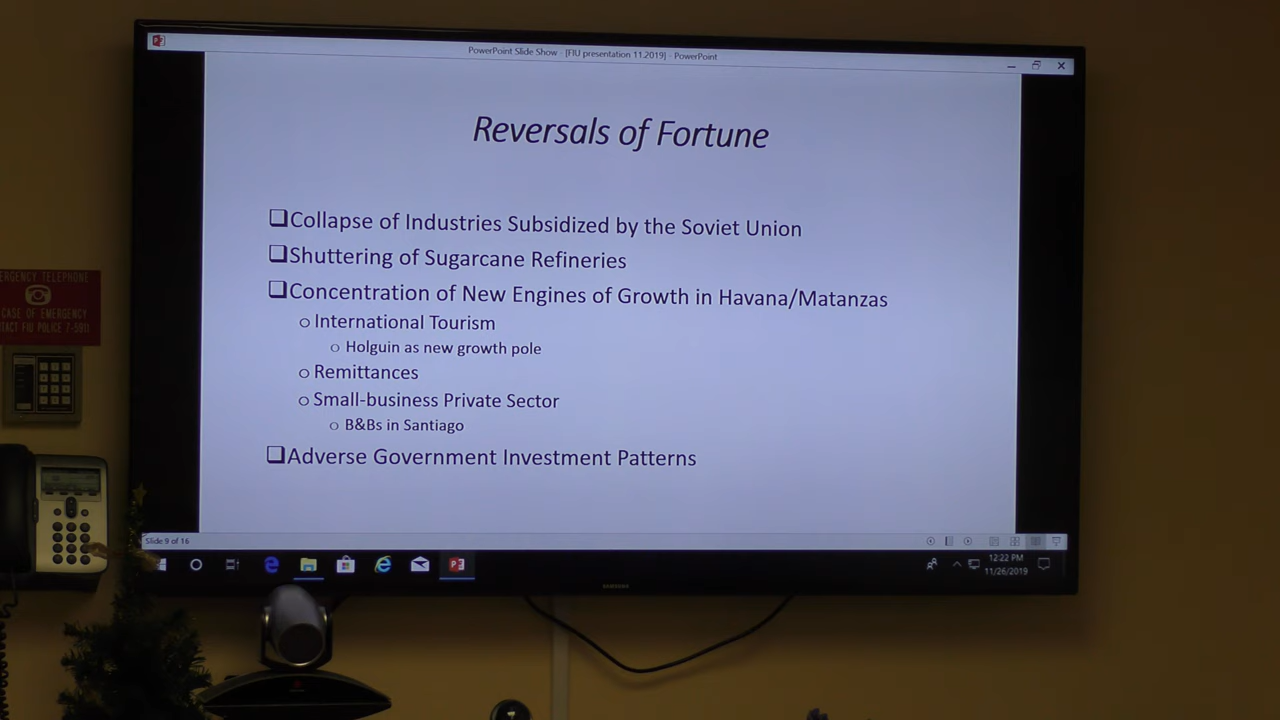 PowerPoint Slide Show - [FIU presentation 11.2019] - PowerPoint
Reversals of Fortune
❑Collapse of Industries Subsidized by the Soviet Union
❑Shuttering of Sugarcane Refineries
❑Concentration of New Engines of Growth in Havana/Matanzas
o International Tourism
o Holguin as new growth pole
o Remittances
o Small-business Private Sector
o B&Bs in Santiago
❑Adverse Government Investment Patterns
Slide 9 of 16
12:22 PM
11/26/2019
SAMSUNG
TELEPHONE
CASE OF EMERGENCY
FIU POLICE 7-5911